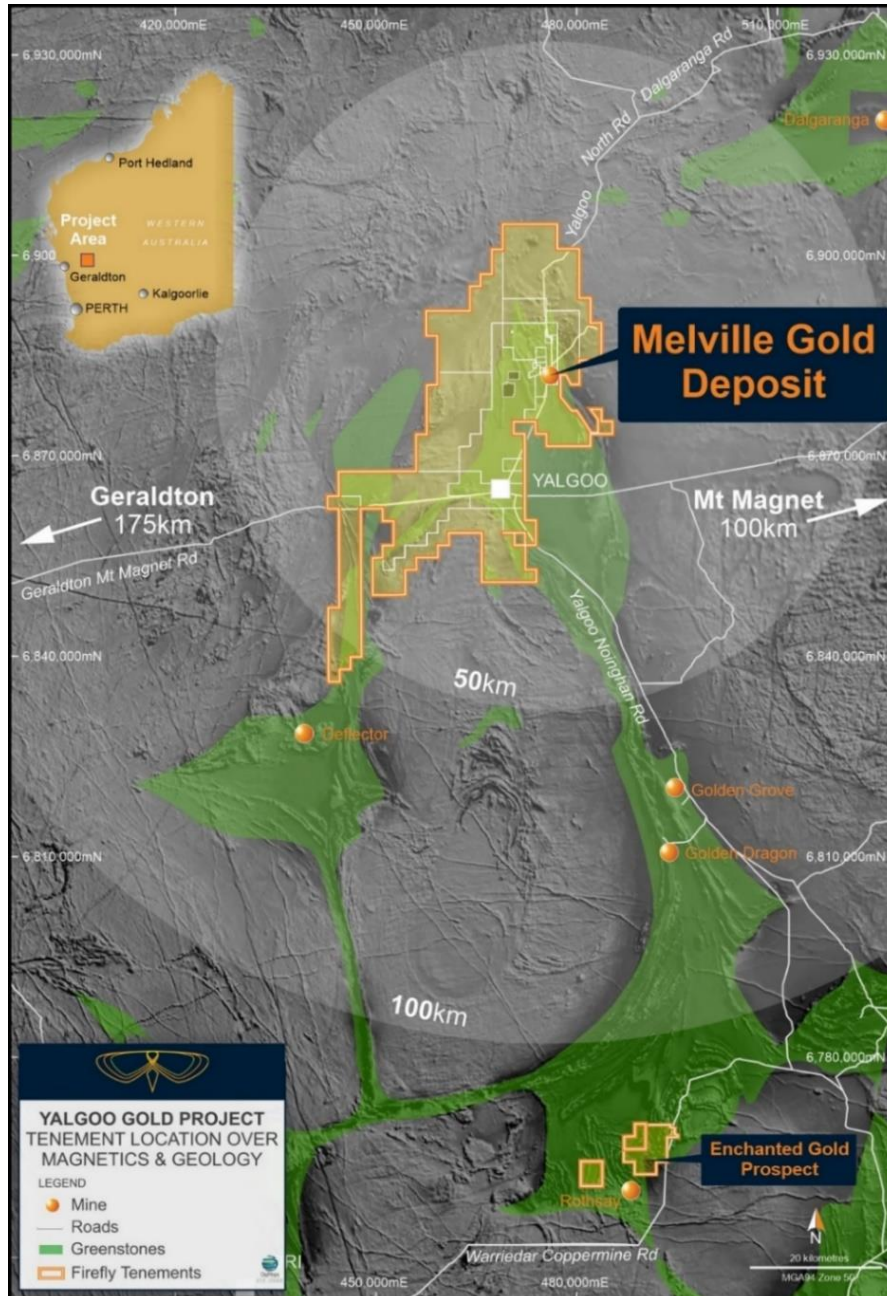 420,000mE
450,000mE
480,000mE
510,000mE
6,930,000mN
6,930,000mN
Dalgaranga Rd
North Rd
Yalgoo
Dalgaranga
Port Hedland
WESTERN
AUSTRALIA
Project
Area
Geraldton
Kalgoorlie
PERTH
6,900
6,900,000mN
Melville Gold
Deposit
6,870,000mN
6,870,000mN
YALGOO
Geraldton
175km
Mt Magnet
100km
Geraldton Mt Magnet Rd
Yalgoo Noinghan Rd
6,840,000mN
6,840,000mN
50km
Deflector
Golden Grove
Golden Dragon
6,810,000mN
6,810,000mN
100km
6,780,000mN
YALGOO GOLD PROJECT
TENEMENT LOCATION OVER
MAGNETICS & GEOLOGY
LEGEND
Mine
Roads
Greenstones
Firefly Tenements
RI
Enchanted Gold
Prospect
Rothsay
Warriedar Coppermine Rd
N
20 kilometres
MGA94 Zone 50
450,000mE
480,000mE